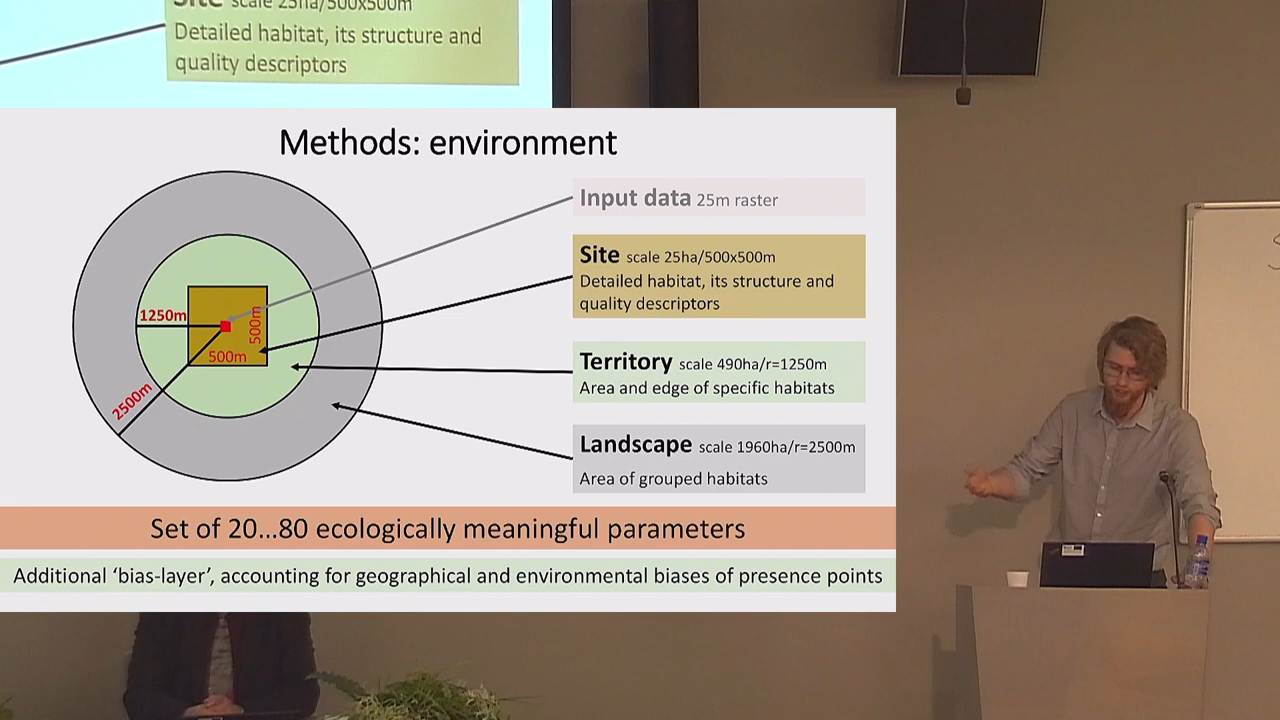 Site scale 25ha/500x500m
Detailed habitat, its structure and
quality descriptors
Methods: environment
Input data 25m raster
Site scale 25ha/500x500m
Detailed habitat, its structure and
quality descriptors
1250m
500m
500m
2500m
Territory scale 490ha/r=1250m
Area and edge of specific habitats
Landscape scale 1960ha/r=2500m
Area of grouped habitats
Set of 20...80 ecologically meaningful parameters
Additional ‘bias-layer’, accounting for geographical and environmental biases of presence points